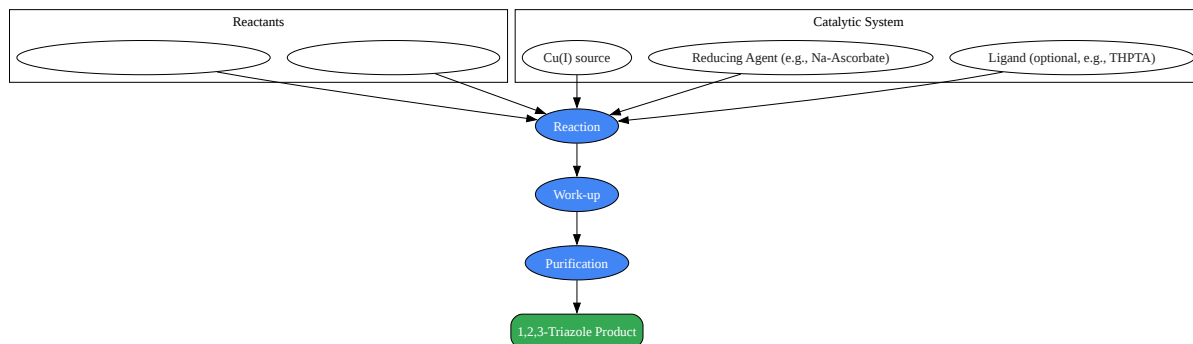 Reactants
Catalytic System
Cu(I) source
Reducing Agent (e.g., Na-Ascorbate)
Ligand (optional, e.g., THPTA)
Reaction
Work-up
Purification
1,2,3-Triazole Product